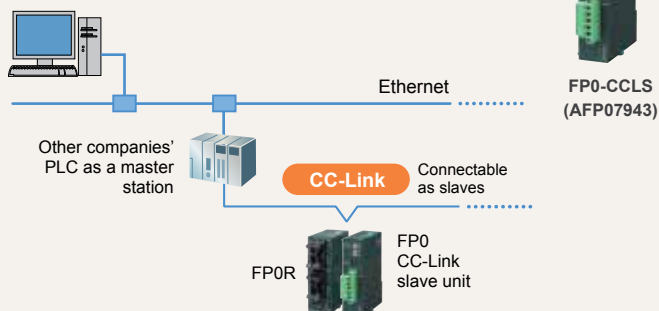 Ethernet
FP0-CCLS
(AFP07943)
Other companies'
PLC as a master
station
CC-Link
Connectable
as slaves
FP0R
FP0
CC-Link
slave unit